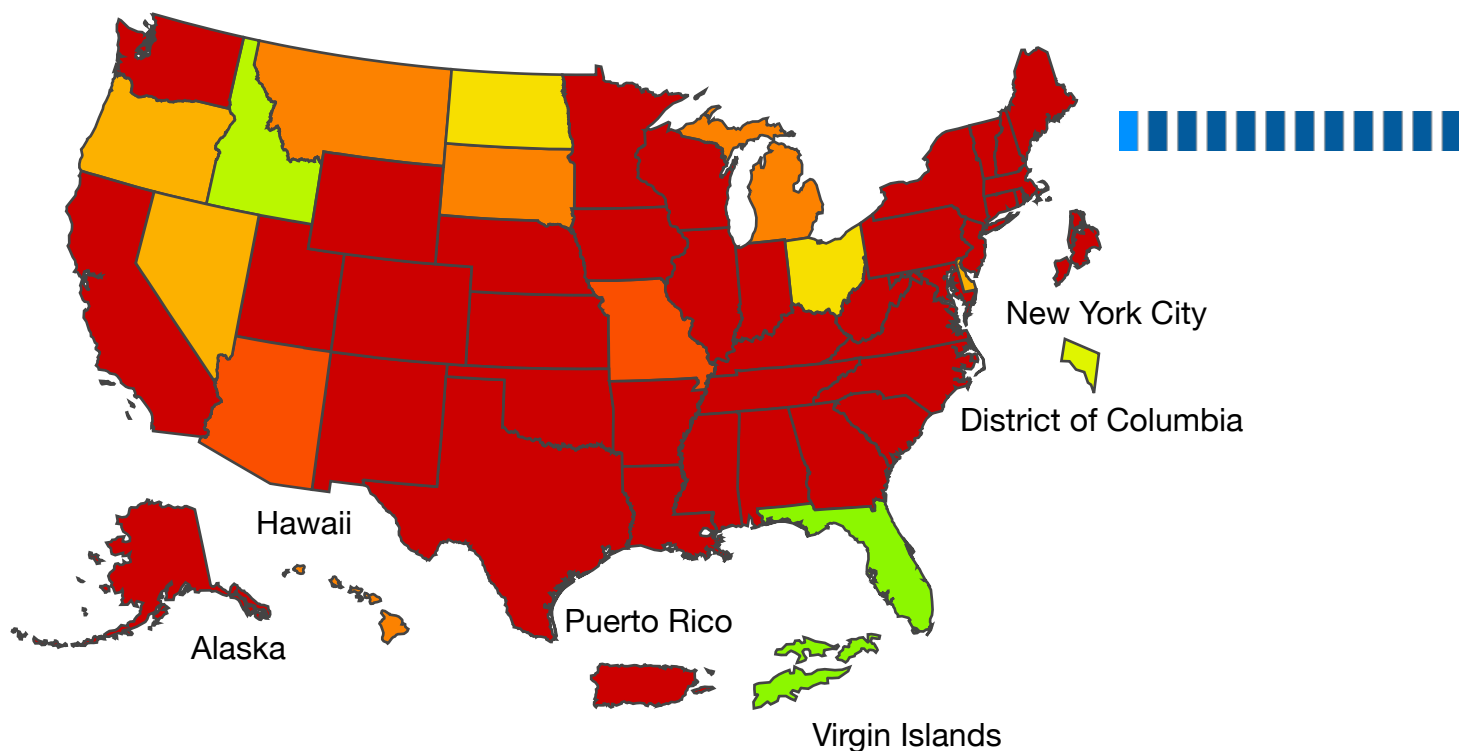 New York City
District of Columbia
Hawaii
Puerto Rico
Alaska
Virgin Islands